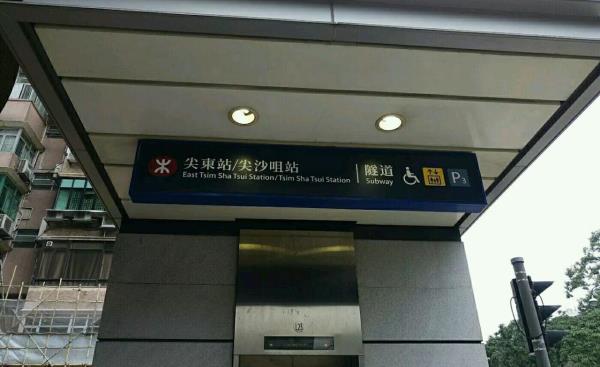 尖東站/尖沙咀站
East Tsim Sha Tsui Station/Tsim Sha Tsui Station
隧道
Subway
P3